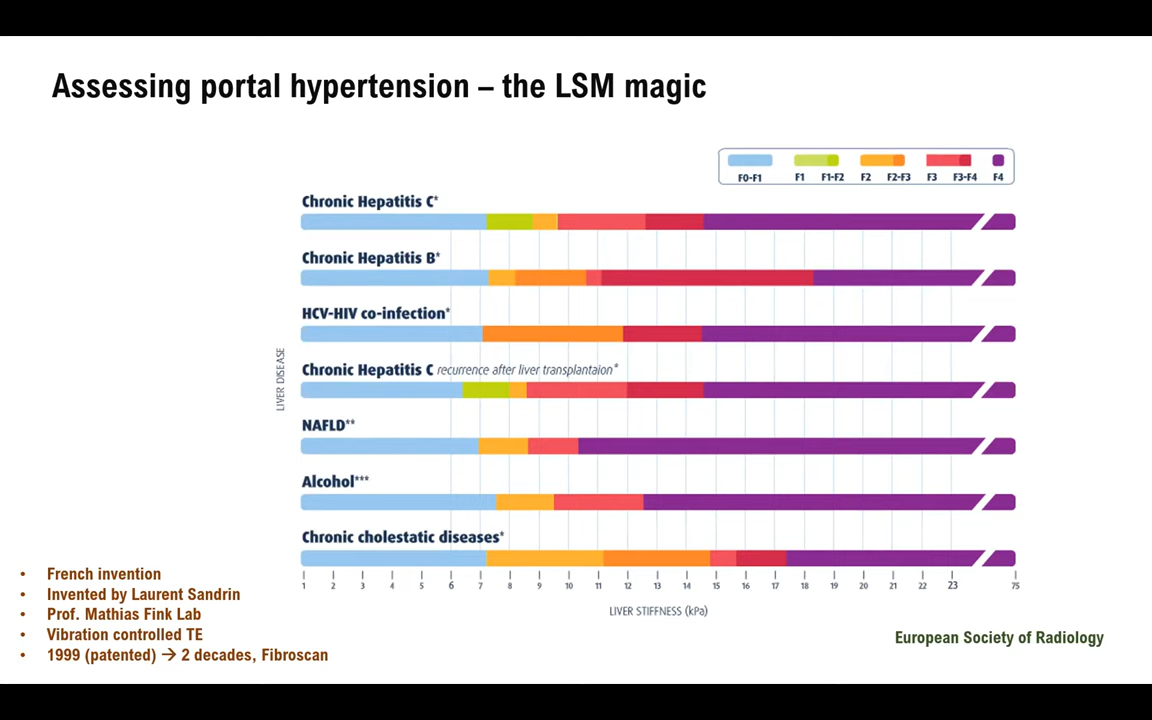 Assessing portal hypertension – the LSM magic
F0-F1 F1 F1-F2 F2 F2-F3 F3 F3-F4 F4
Chronic Hepatitis C*
Chronic Hepatitis B*
HCV-HIV co-infection*
Chronic Hepatitis C recurrence after liver transplantaion*
NAFLD**
Alcohol***
Chronic cholestatic diseases*
LIVER DISEASE
1 2 3 4 5 6 7 8 9 10 11 12 13 14 15 16 17 18 19 20 21 22 23 75
LIVER STIFFNESS (kPa)
• French invention
• Invented by Laurent Sandrin
• Prof. Mathias Fink Lab
• Vibration controlled TE
• 1999 (patented) → 2 decades, Fibroscan
European Society of Radiology